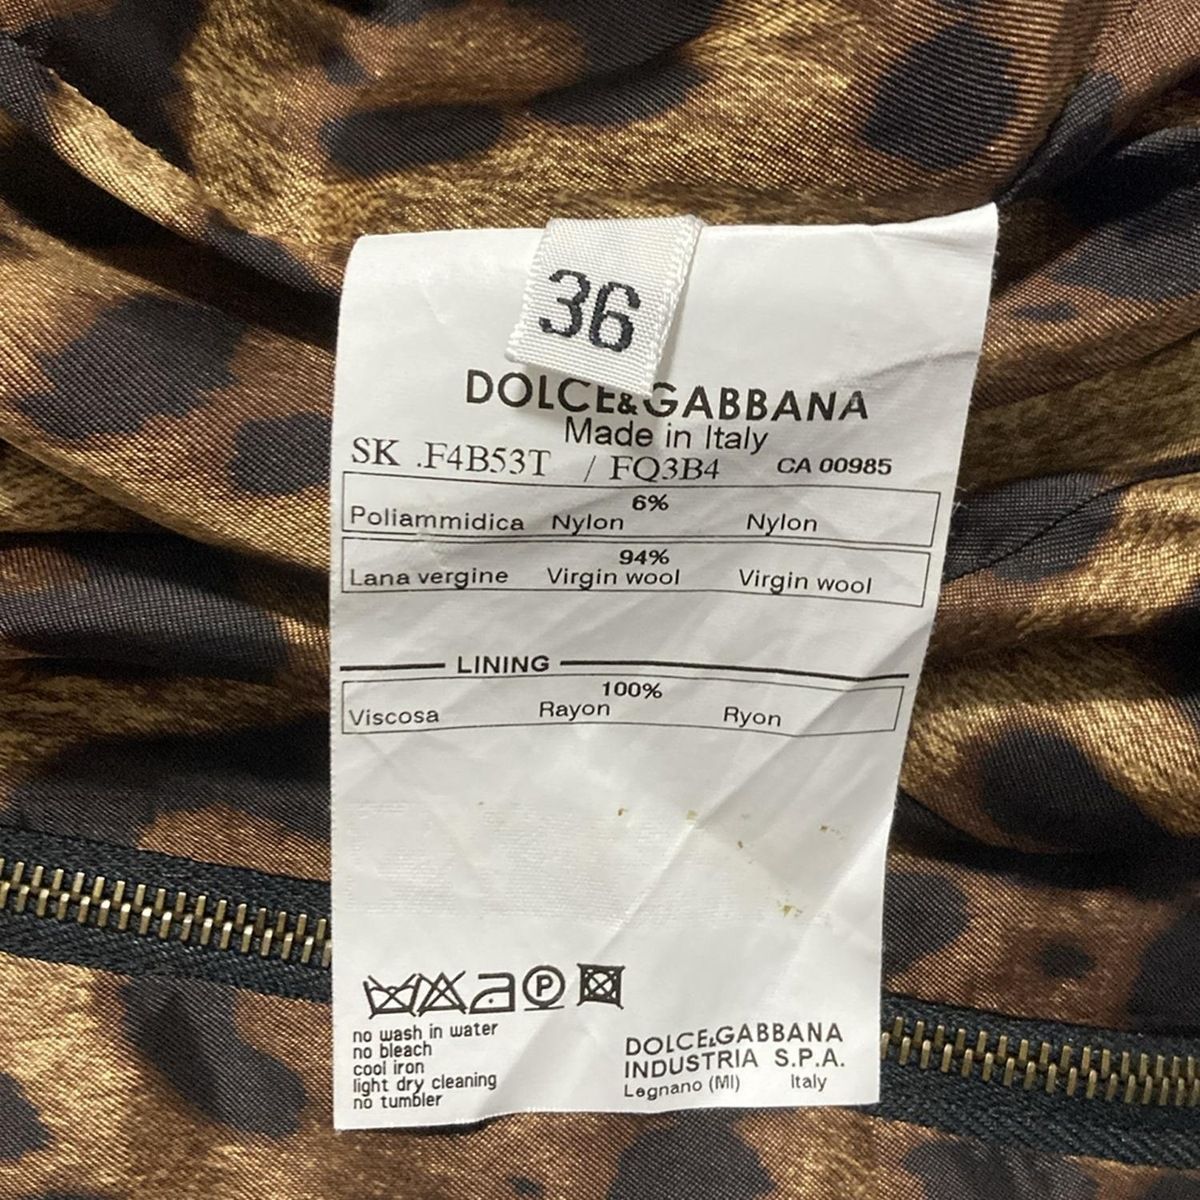 36
DOLCE&GABBANA
Made in Italy
SK .F4B53T / FQ3B4 CA 00985
6%
Poliammidica Nylon Nylon
94%
Lana vergine Virgin wool Virgin wool
LINING
100%
Viscosa Rayon Ryon
P
no wash in water
no bleach
cool iron
light dry cleaning
no tumbler
DOLCE&GABBANA
INDUSTRIA S.P.A.
Legnano (MI) Italy